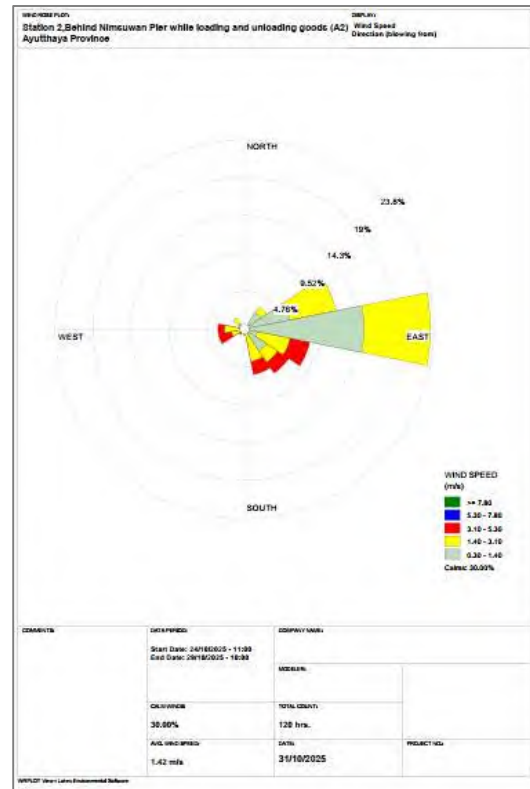 WIND ROSE PLOT:
Station 2,Behind Nimsuwan Pier while loading and unloading goods (A2)
Ayutthaya Province
DISPLAY:
Wind Speed
Direction (blowing from)
NORTH
23.8%
19%
14.3%
9.52%
4.76%
WEST
EAST
SOUTH
WIND SPEED
(m/s)
>= 7.90
5.30 - 7.90
3.10 - 5.30
1.40 - 3.10
0.30 - 1.40
Calms: 30.00%
COMMENTS:
DATA PERIOD:
Start Date: 24/10/2025 - 11:00
End Date: 29/10/2025 - 10:00
COMPANY NAME:
MODELER:
CALM WINDS:
30.00%
TOTAL COUNT:
120 hrs.
AVG. WIND SPEED:
1.42 m/s
DATE:
31/10/2025
PROJECT NO.:
WRPLOT View - Lakes Environmental Software